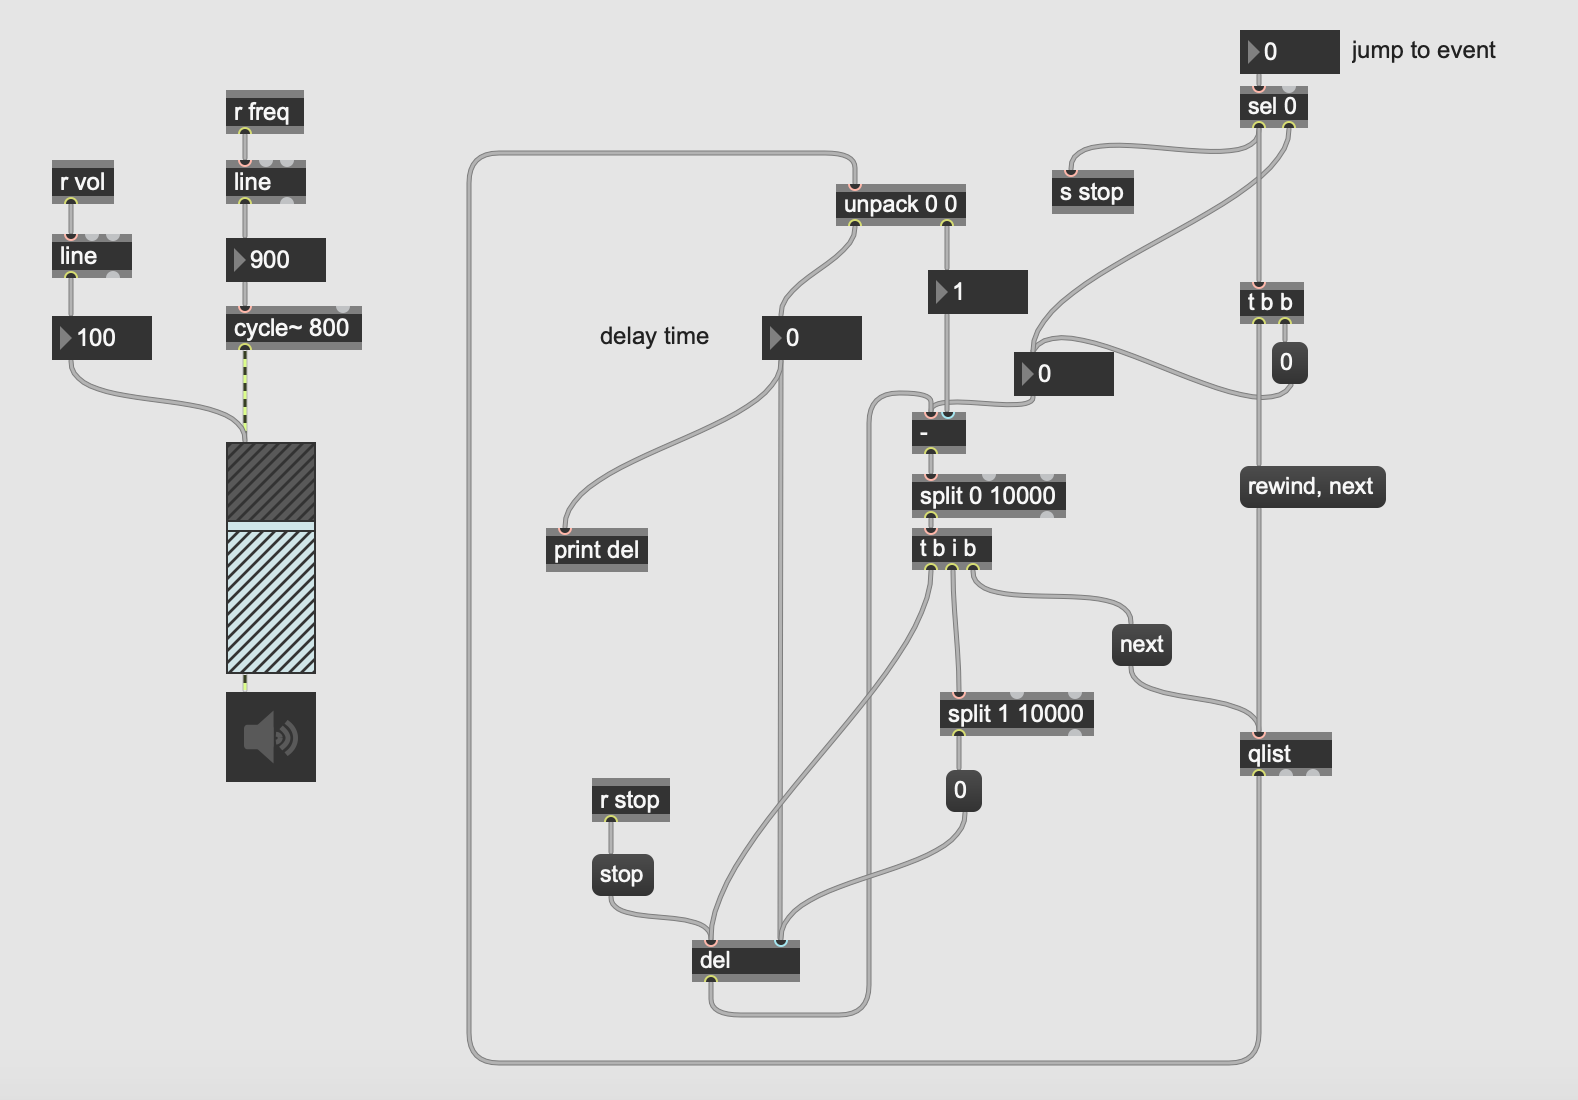 0
jump to event
sel 0
r freq
r vol
line
s stop
unpack 0 0
line
900
1
t b b
cycle~ 800
100
delay time
0
0
0
-
split 0 10000
rewind, next
print del
t b i b
next
split 1 10000
qlist
0
r stop
stop
del